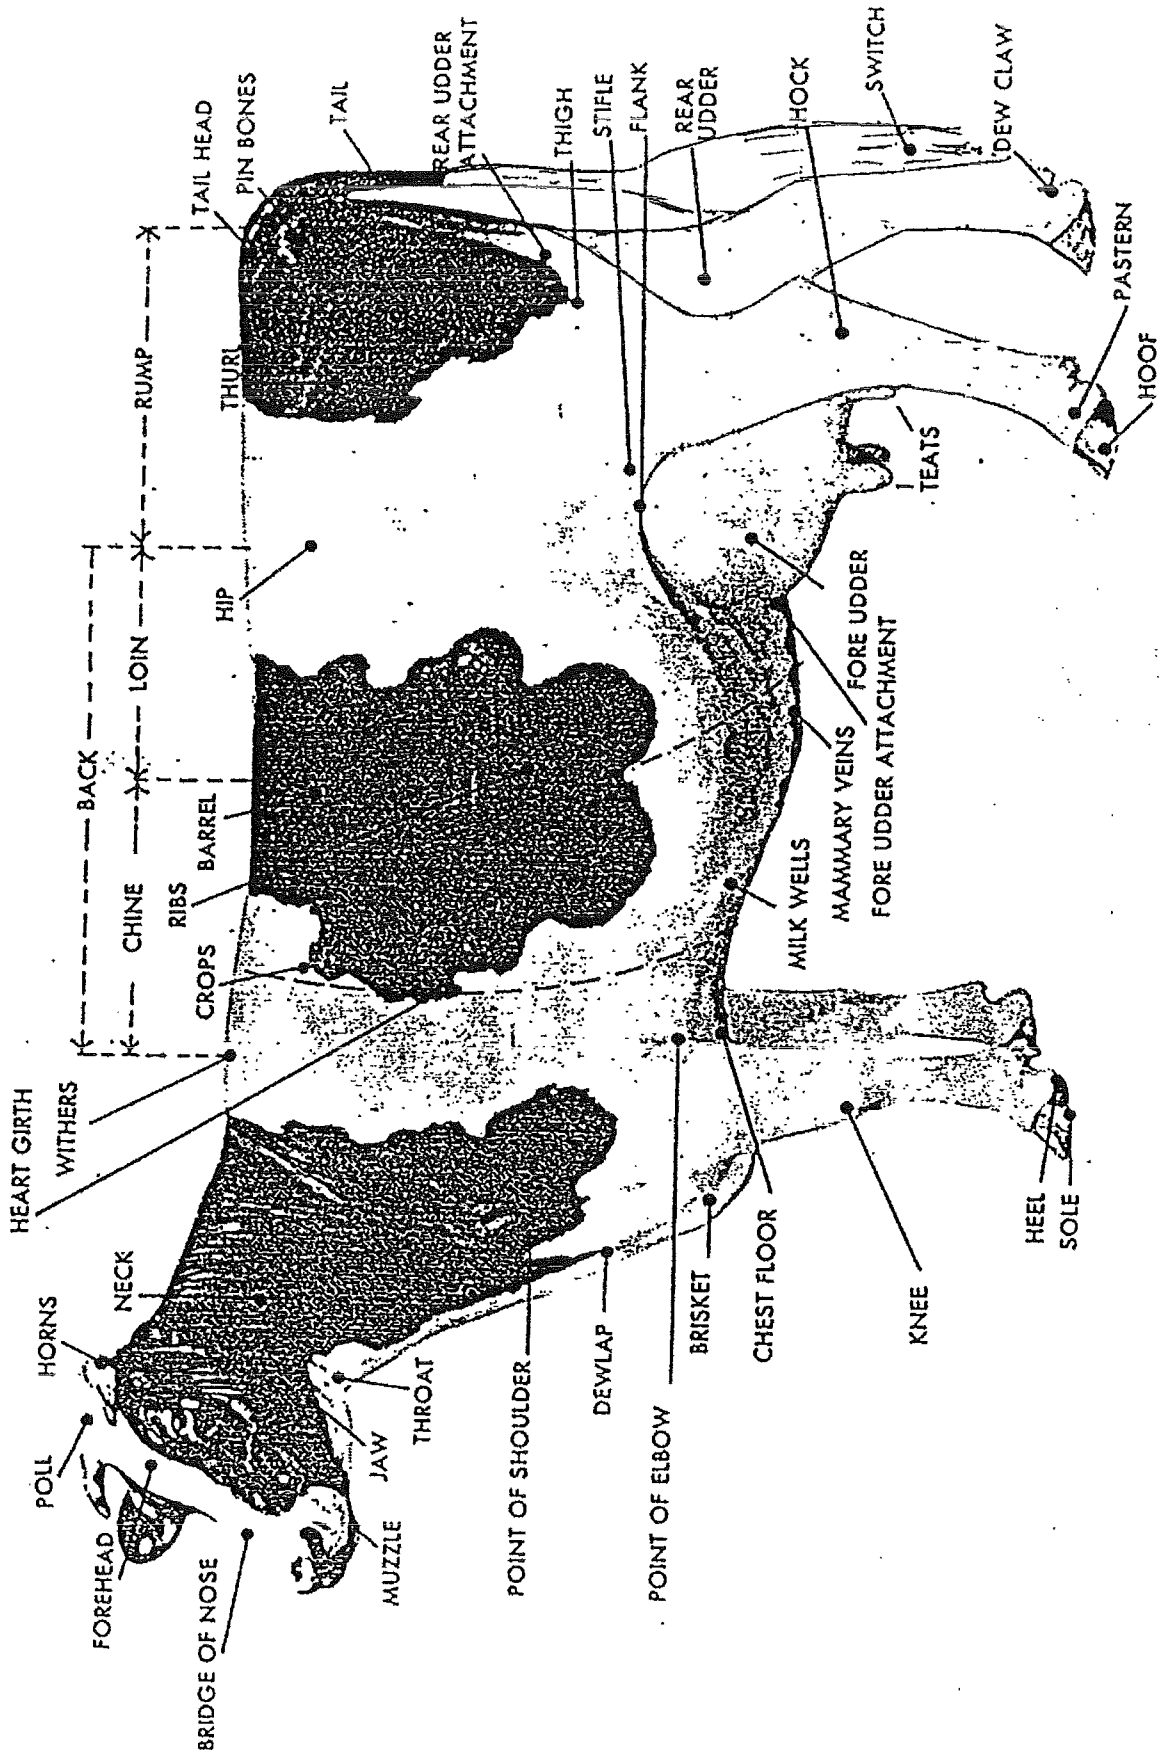 HEART GIRTH
WITHERS
HORNS
NECK
POLL
FOREHEAD
BRIDGE OF NOSE
MUZZLE
JAW
THROAT
POINT OF SHOULDER
DEWLAP
POINT OF ELBOW
BRISKET
CHEST FLOOR
KNEE
HEEL
SOLE
BACK
CHINE
LOIN
RUMP
CROPS
RIBS
BARREL
HIP
THURL
TAIL HEAD
PIN BONES
TAIL
REAR UDDER
ATTACHMENT
THIGH
STIFLE
FLANK
REAR
UDDER
HOCK
SWITCH
DEW CLAW
PASTERN
HOOF
TEATS
FORE UDDER
FORE UDDER ATTACHMENT
MAMMARY VEINS
MILK WELLS